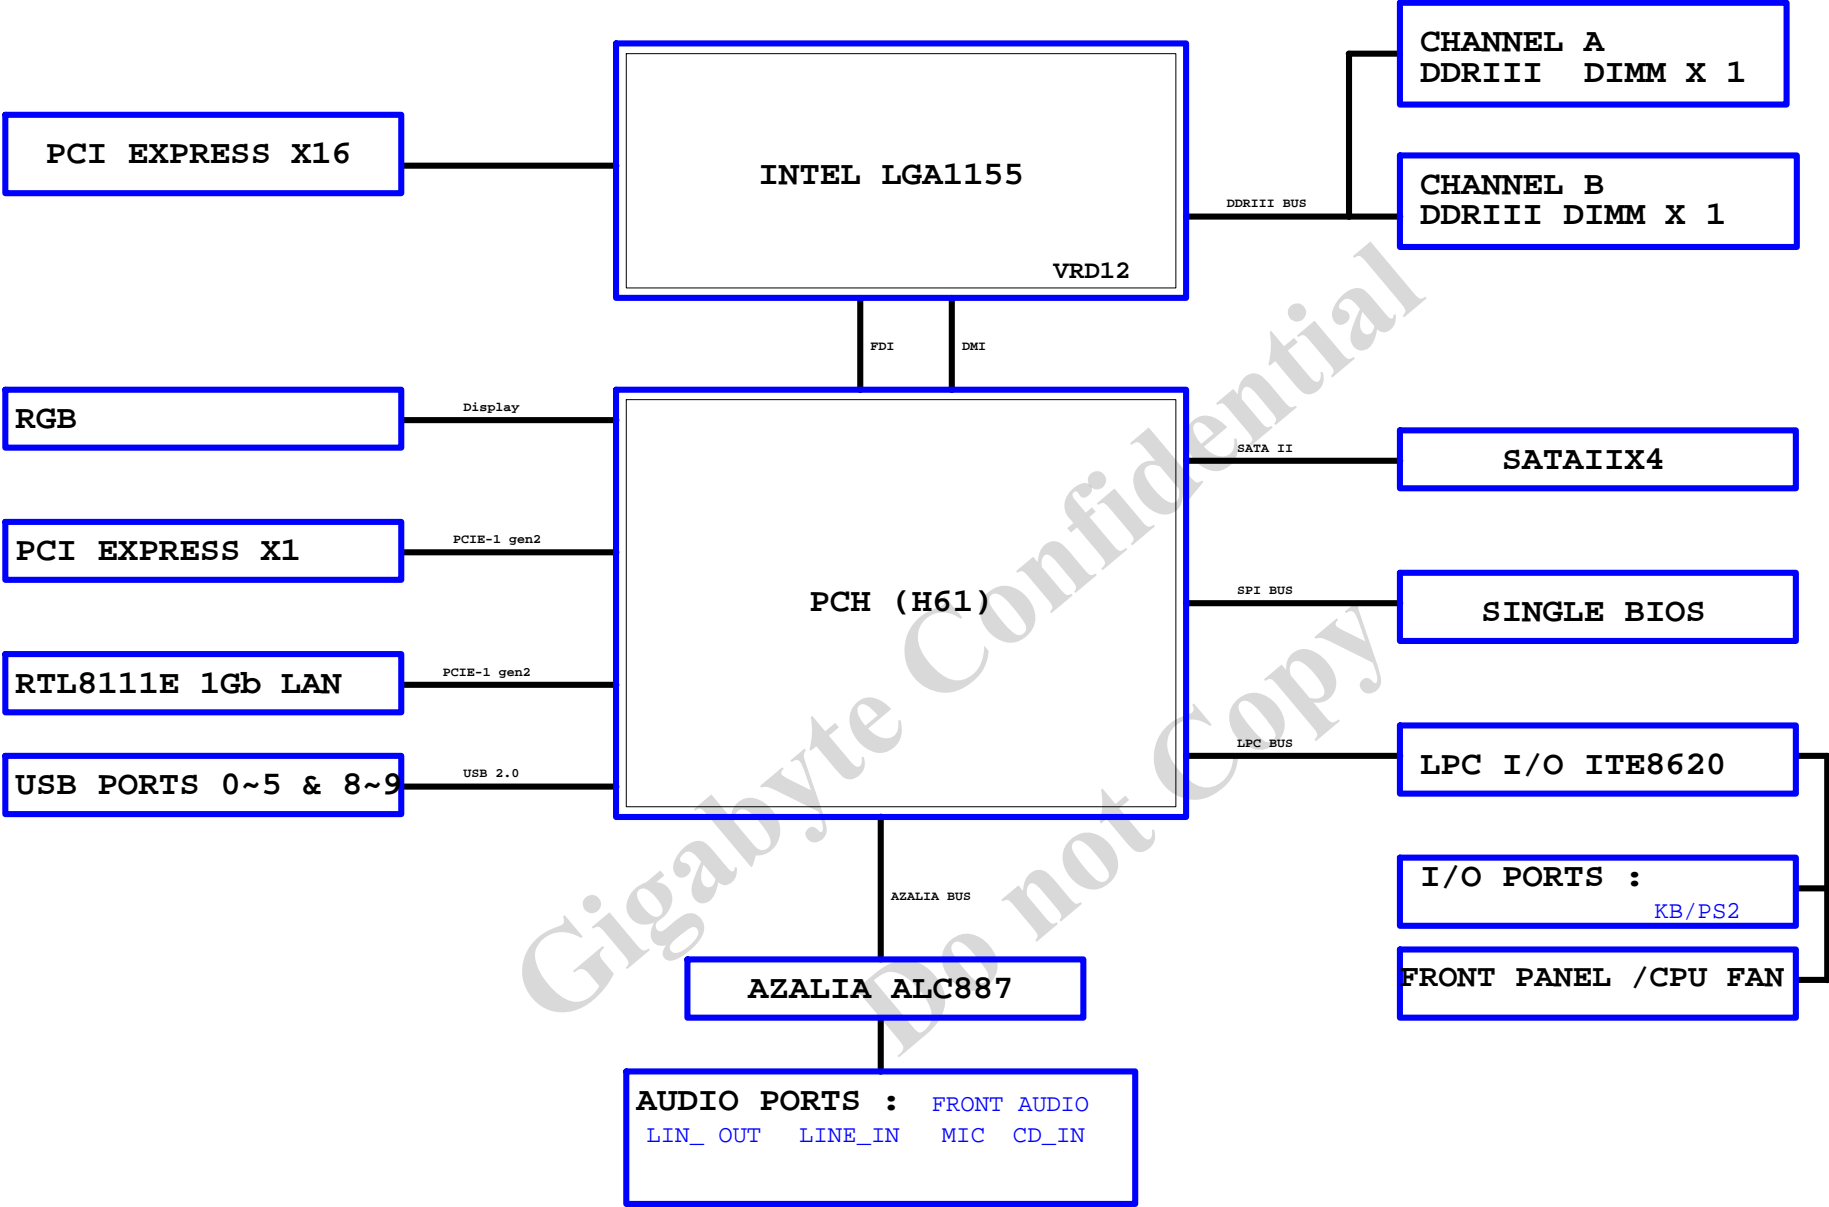 CHANNEL A
DDRIII DIMM X 1
PCI EXPRESS X16
INTEL LGA1155
CHANNEL B
DDRIII DIMM X 1
DDRIII BUS
VRD12
FDI
DMI
RGB
Display
SATA II
SATAIIX4
PCI EXPRESS X1
PCIE-1 gen2
PCH (H61)
SPI BUS
SINGLE BIOS
RTL8111E 1Gb LAN
PCIE-1 gen2
LPC BUS
LPC I/O ITE8620
USB PORTS 0~5 & 8~9
USB 2.0
I/O PORTS :
KB/PS2
AZALIA BUS
FRONT PANEL /CPU FAN
AZALIA ALC887
AUDIO PORTS : FRONT AUDIO
LIN_ OUT LINE_IN MIC CD_IN
Gigabyte Confidential
Do not Copy